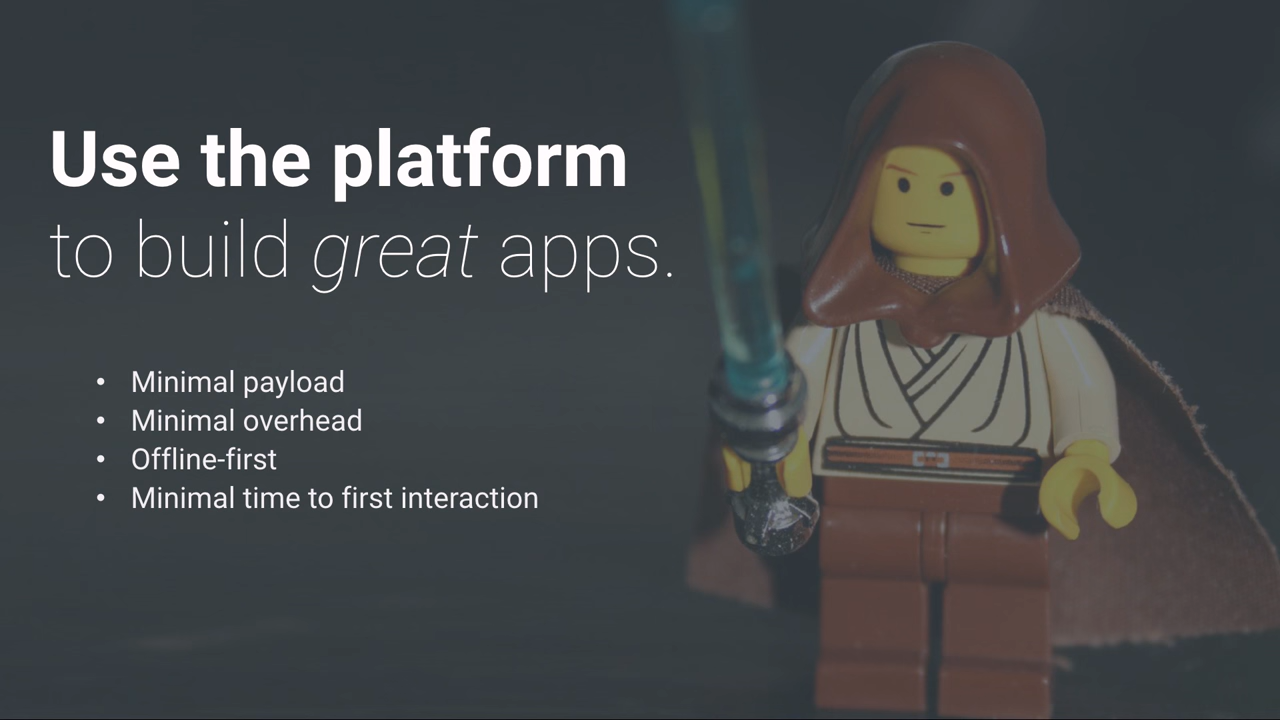 Use the platform
to build great apps.
• Minimal payload
• Minimal overhead
• Offline-first
• Minimal time to first interaction